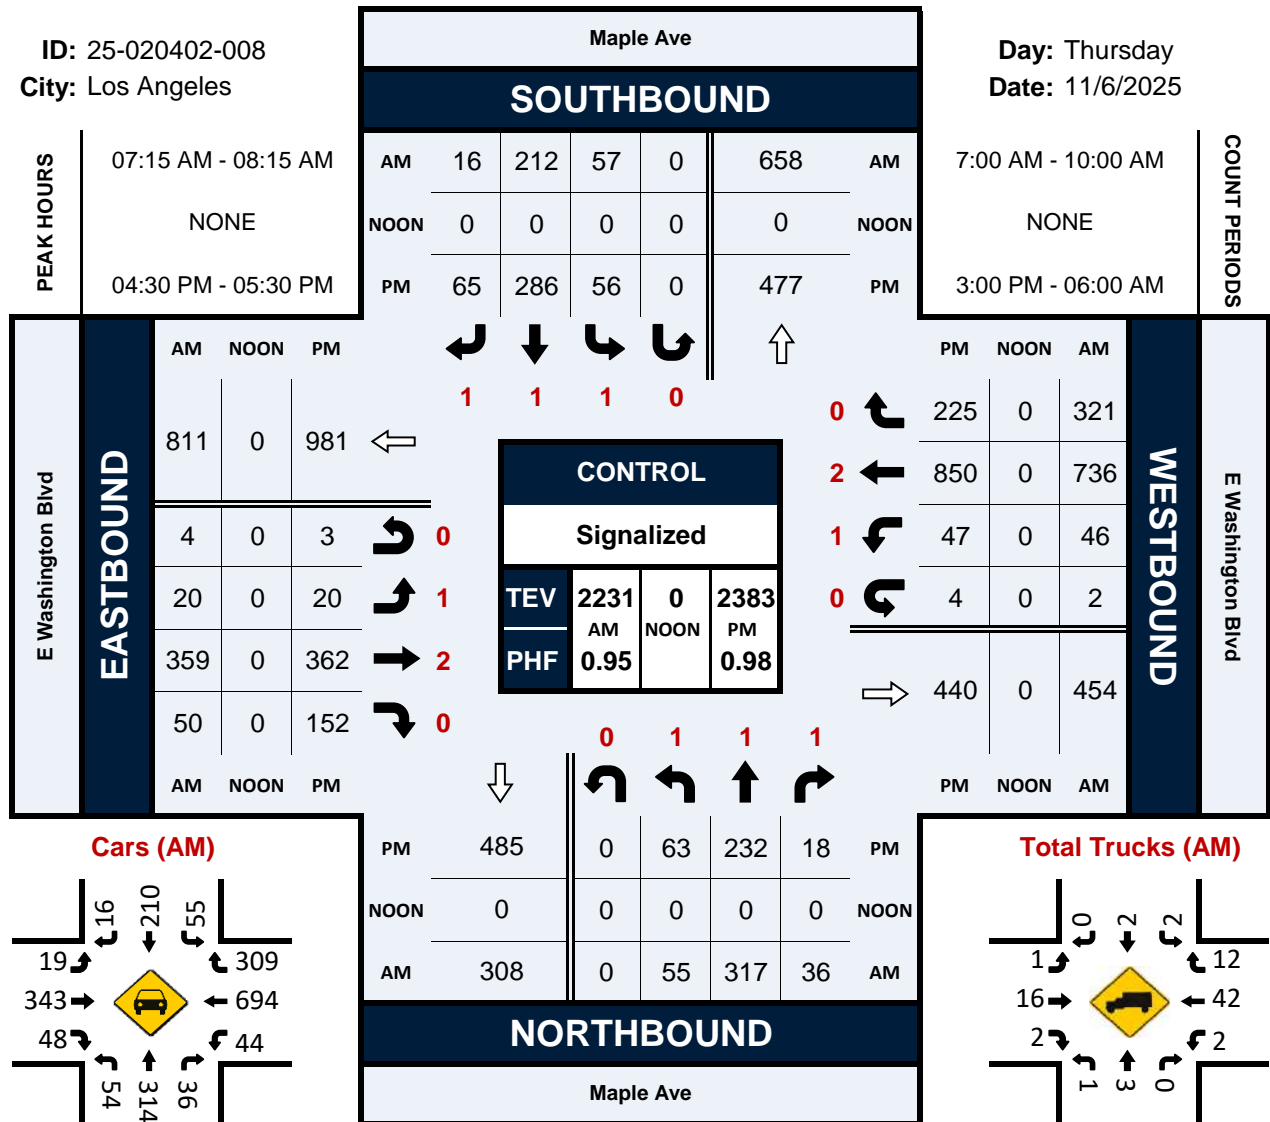 Maple Ave
ID: 25-020402-008
City: Los Angeles
Day: Thursday
Date: 11/6/2025
SOUTHBOUND
PEAK HOURS
07:15 AM - 08:15 AM
NONE
04:30 PM - 05:30 PM
AM 16 212 57 0 658 AM
NOON 0 0 0 0 0 NOON
PM 65 286 56 0 477 PM
7:00 AM - 10:00 AM
NONE
3:00 PM - 06:00 AM
COUNT PERIODS
1 1 1 0
E Washington Blvd
EASTBOUND
AM NOON PM
811 0 981
4 0 3 0
20 0 20 1
359 0 362 2
50 0 152 0
AM NOON PM
CONTROL
Signalized
TEV 2231 0 2383
AM NOON PM
PHF 0.95 0.98
PM NOON AM
0 225 0 321
2 850 0 736
1 47 0 46
0 4 0 2
440 0 454
PM NOON AM
WESTBOUND
E Washington Blvd
0 1 1 1
PM 485 0 63 232 18 PM
NOON 0 0 0 0 0 NOON
AM 308 0 55 317 36 AM
NORTHBOUND
Maple Ave
Cars (AM)
16 210 55
19 309
343 694
48 44
54 314 36
Total Trucks (AM)
0 2 2
1 12
16 42
2 2
1 3 0